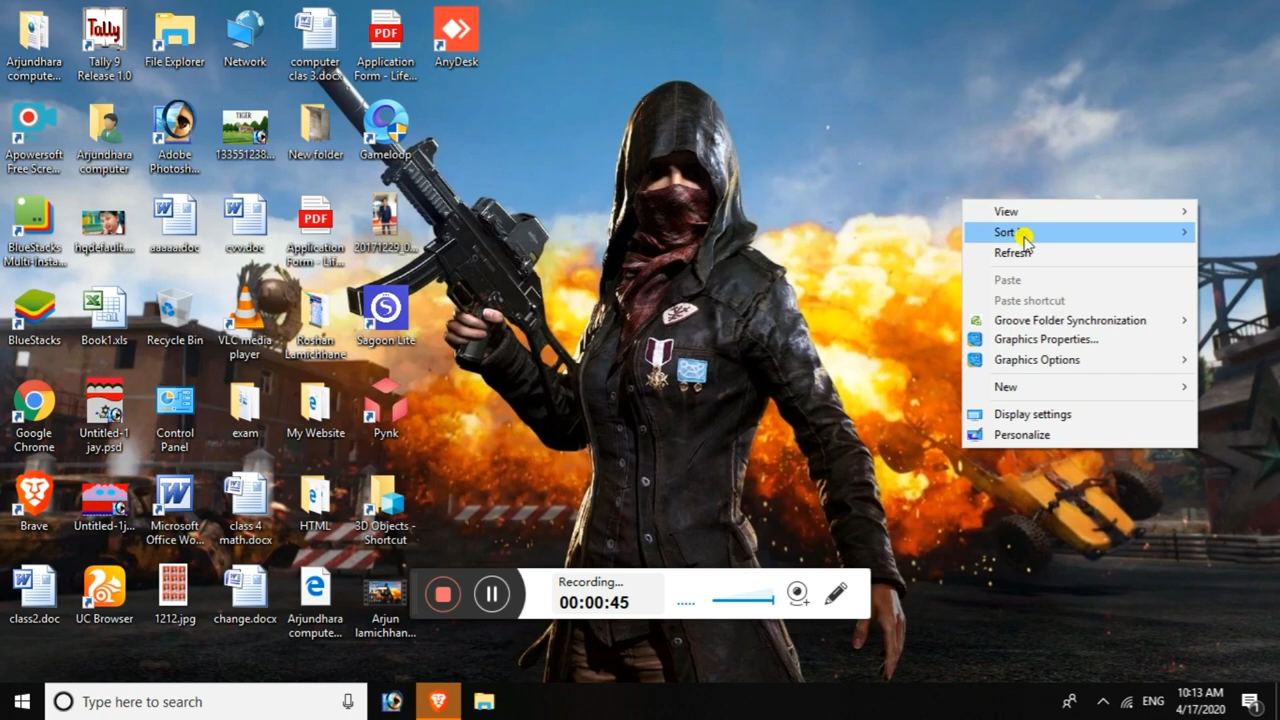 Arjundhara
compute...
Tally
Tally 9
Release 1.0
File Explorer
Network
computer
clas 3.docx
PDF
Application
Form - Life...
AnyDesk
Apowersoft
Free Scre...
Arjundhara
computer
Adobe
Photosh...
TIGER
133551238...
New folder
Gameloop
BlueStacks
Multi-Insta...
hqdefault....
aaaaa.doc
cvv.doc
PDF
Application
Form - Lif...
20171229_0...
BlueStacks
Book1.xls
Recycle Bin
VLC media
player
Roshan
Lamichhane
Sagoon Lite
Google
Chrome
Untitled-1
jay.psd
Control
Panel
exam
My Website
Pynk
Brave
Untitled-1j...
Microsoft
Office Wo...
class 4
math.docx
HTML
3D Objects -
Shortcut
class2.doc
UC Browser
1212.jpg
change.docx
Arjundhara
compute...
Arjun
lamichhan...
View
Sort
Refresh
Paste
Paste shortcut
Groove Folder Synchronization
Graphics Properties...
Graphics Options
New
Display settings
Personalize
Recording...
00:00:45
Type here to search
ENG
10:13 AM
4/17/2020
1